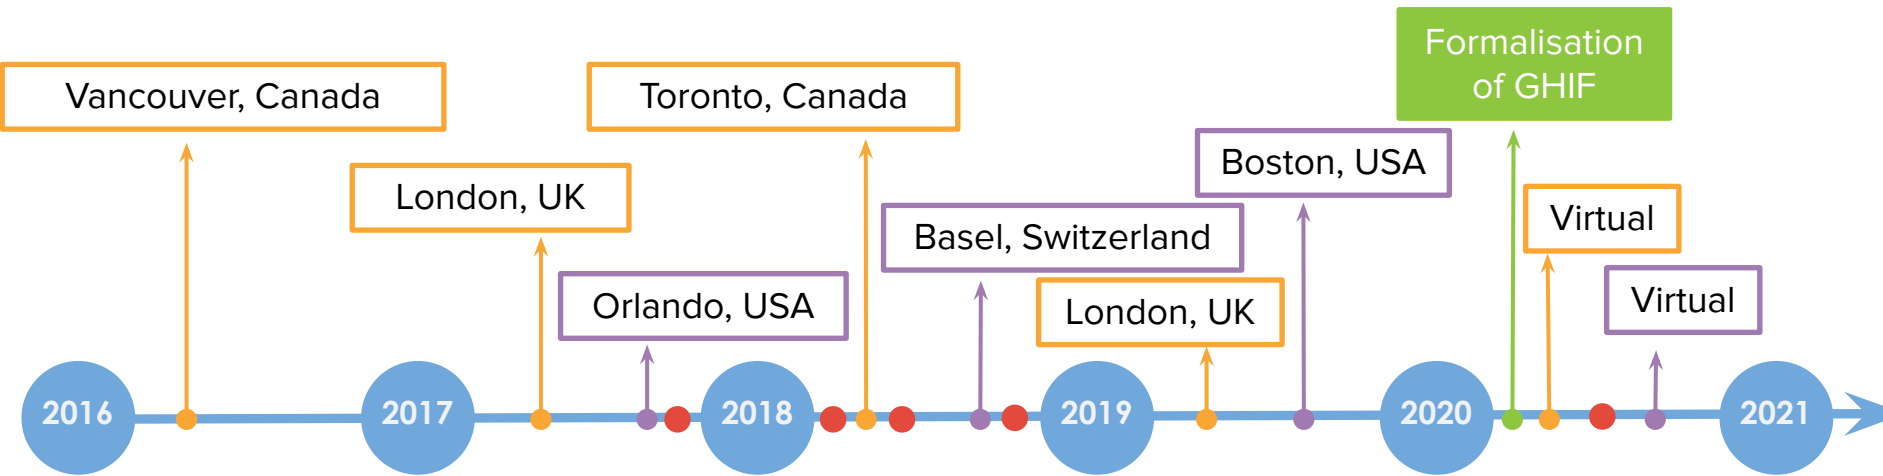 Formalisation
of GHIF
Vancouver, Canada
Toronto, Canada
Boston, USA
London, UK
Virtual
Basel, Switzerland
Orlando, USA
London, UK
Virtual
2016
2017
2018
2019
2020
2021